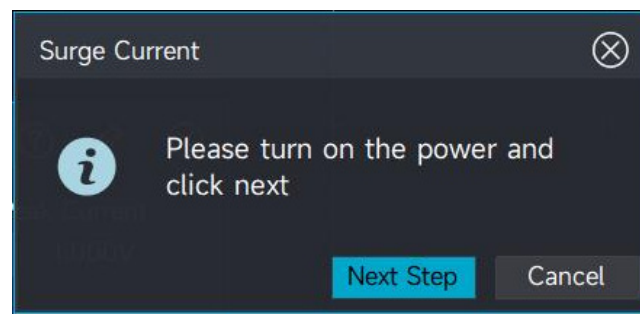 Surge Current
Please turn on the power and
click next
Next Step
Cancel